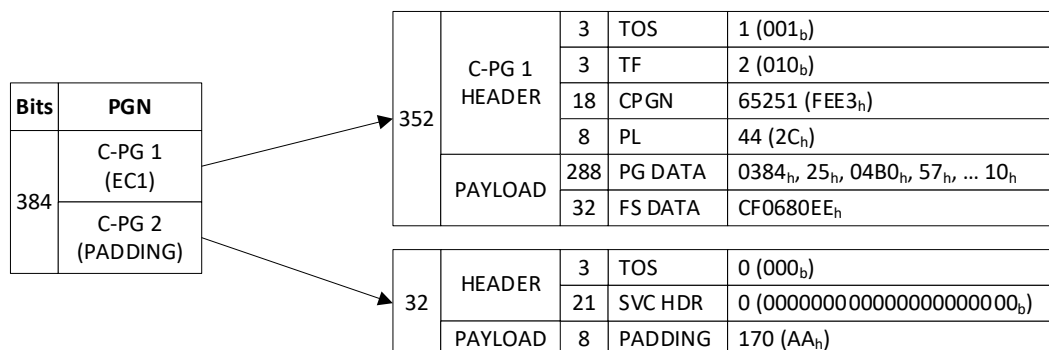 Bits PGN
384
C-PG 1
(EC1)
C-PG 2
(PADDING)
352
C-PG 1
HEADER
3 TOS 1 (001b)
3 TF 2 (010b)
18 CPGN 65251 (FEE3h)
8 PL 44 (2Ch)
PAYLOAD
288 PG DATA 0384h, 25h, 04B0h, 57h, ... 10h
32 FS DATA CF0680EEh
32
HEADER
3 TOS 0 (000b)
21 SVC HDR 0 (000000000000000000000b)
PAYLOAD 8 PADDING 170 (AAh)